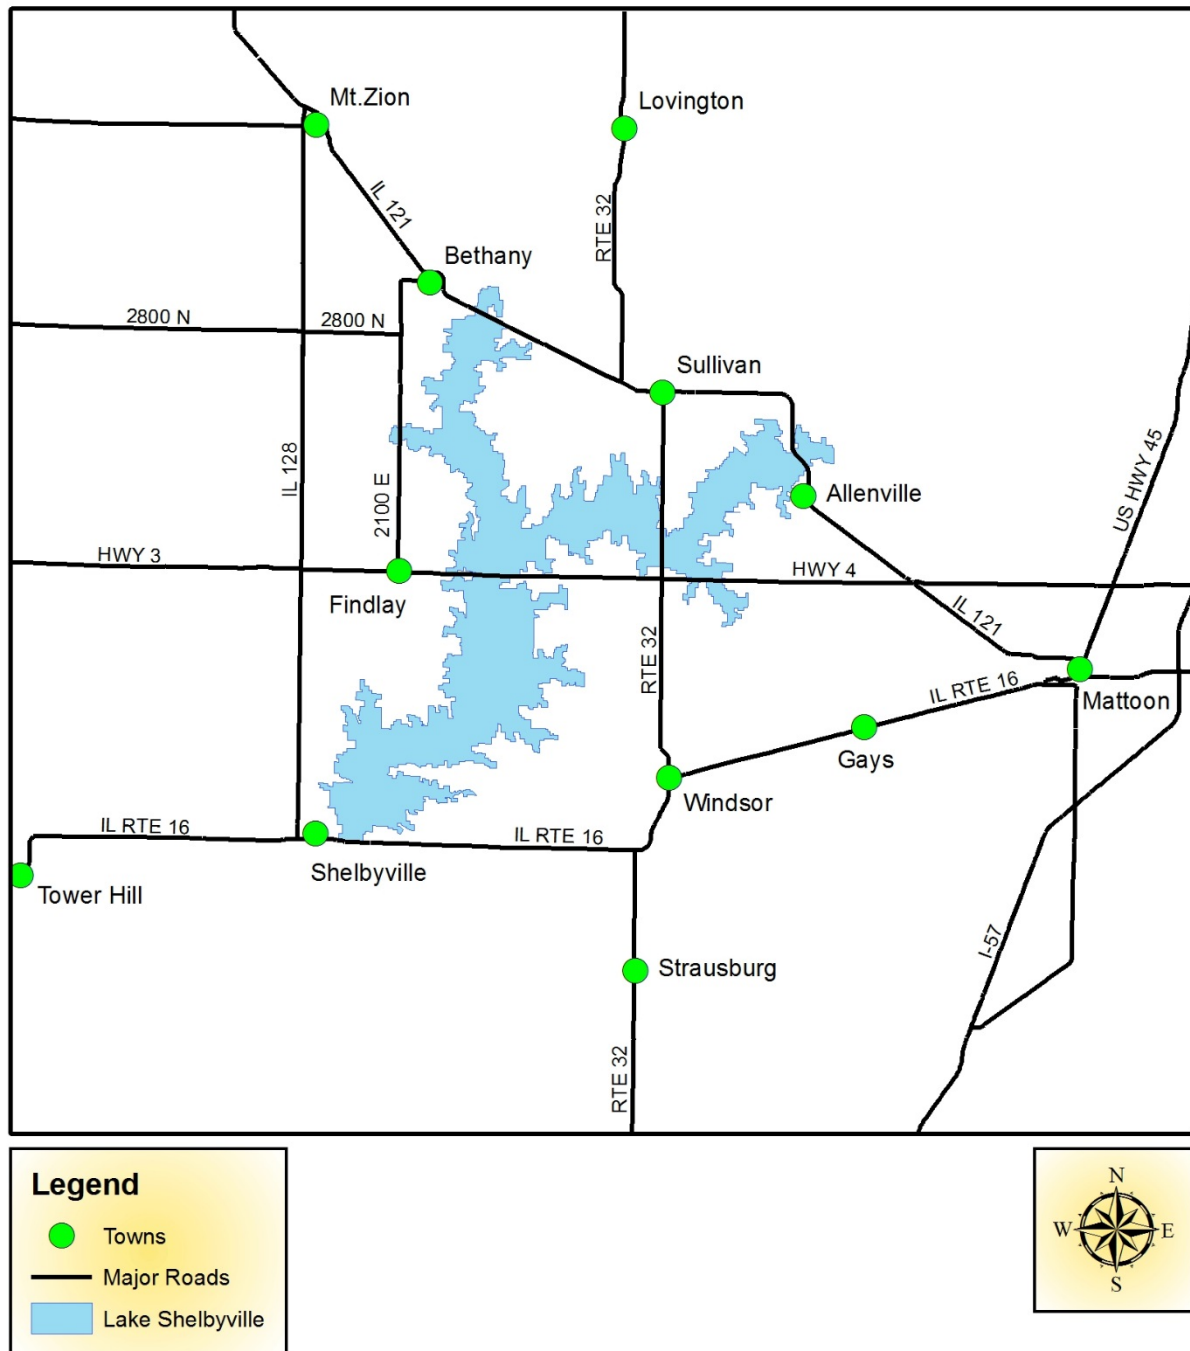 Mt.Zion
Lovington
IL 121
RTE 32
Bethany
2800 N
2800 N
Sullivan
IL 128
2100 E
US HWY 45
Allenville
HWY 3
HWY 4
Findlay
IL 121
RTE 32
IL RTE 16
Mattoon
Gays
Windsor
IL RTE 16
IL RTE 16
Shelbyville
Tower Hill
I-57
Strausburg
RTE 32
Legend
Towns
Major Roads
Lake Shelbyville
N
W
E
S